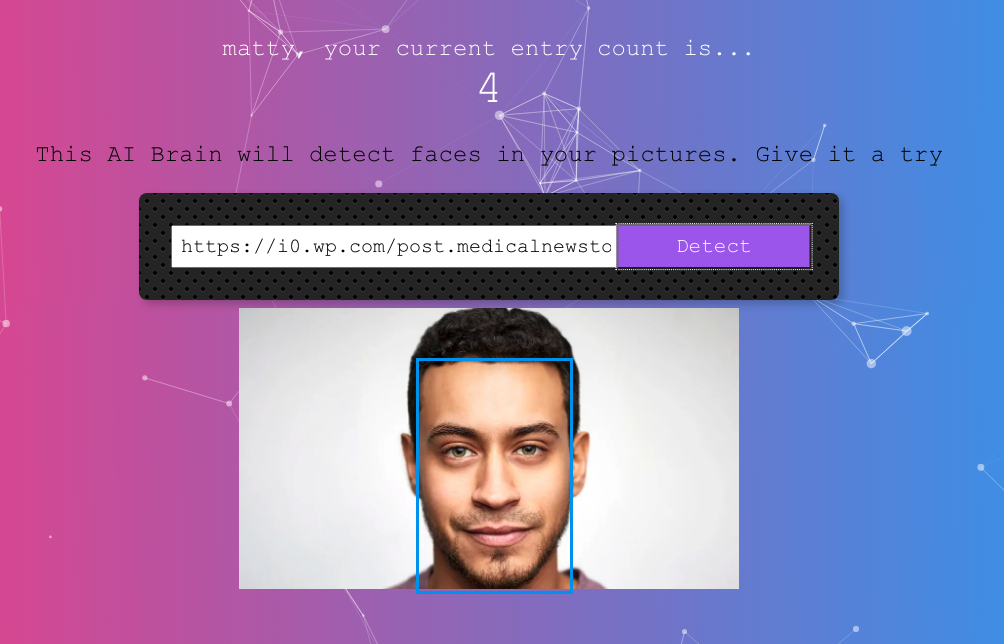 matty, your current entry count is...
4
This AI Brain will detect faces in your pictures. Give it a try
https://i0.wp.com/post.medicalnewsto
Detect